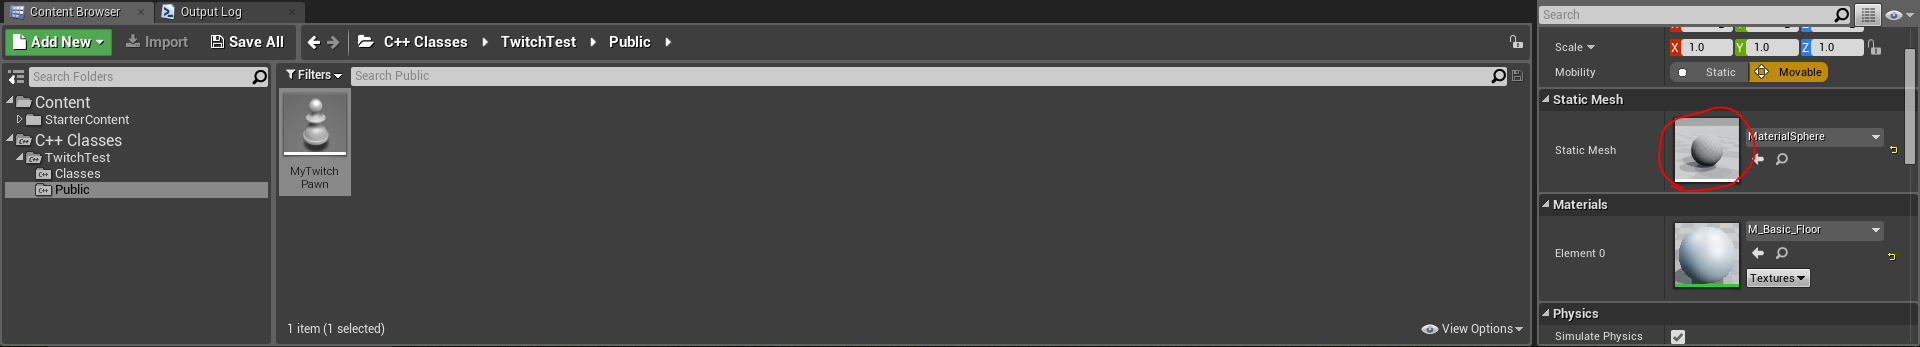 Content Browser
Output Log
Add New
Import
Save All
C++ Classes
TwitchTest
Public
Search Folders
Content
StarterContent
C++ Classes
TwitchTest
C++ Classes
C++ Public
Filters
Search Public
MyTwitch
Pawn
1 item (1 selected)
View Options
Search
Scale
X 1.0 Y 1.0 Z 1.0
Mobility
Static
Movable
Static Mesh
Static Mesh
MaterialSphere
Materials
Element 0
M_Basic_Floor
Textures
Physics
Simulate Physics